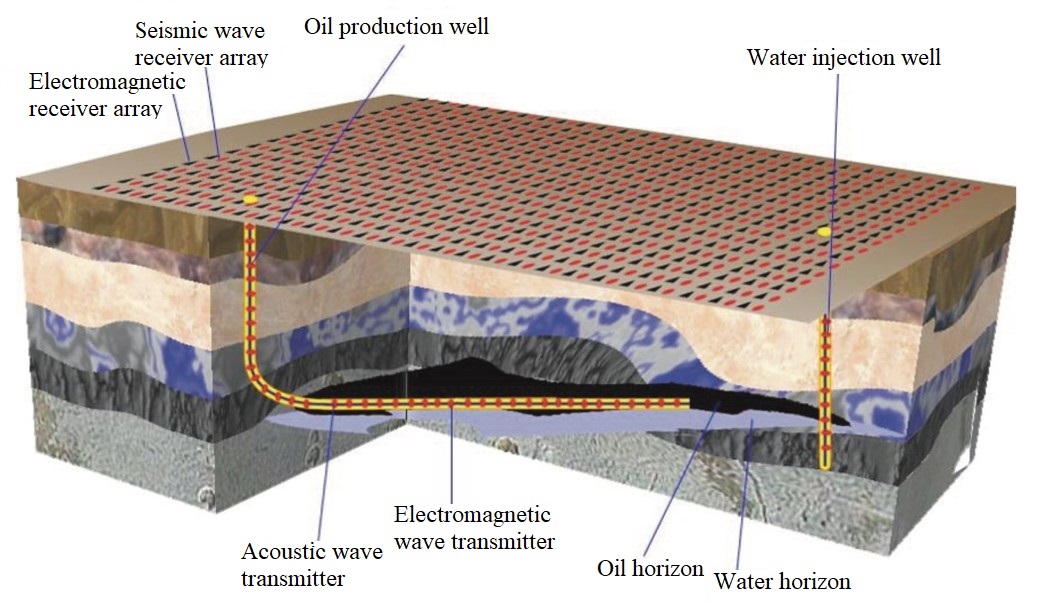 Seismic wave
receiver array
Oil production well
Water injection well
Electromagnetic
receiver array
Electromagnetic
wave transmitter
Acoustic wave
transmitter
Oil horizon
Water horizon